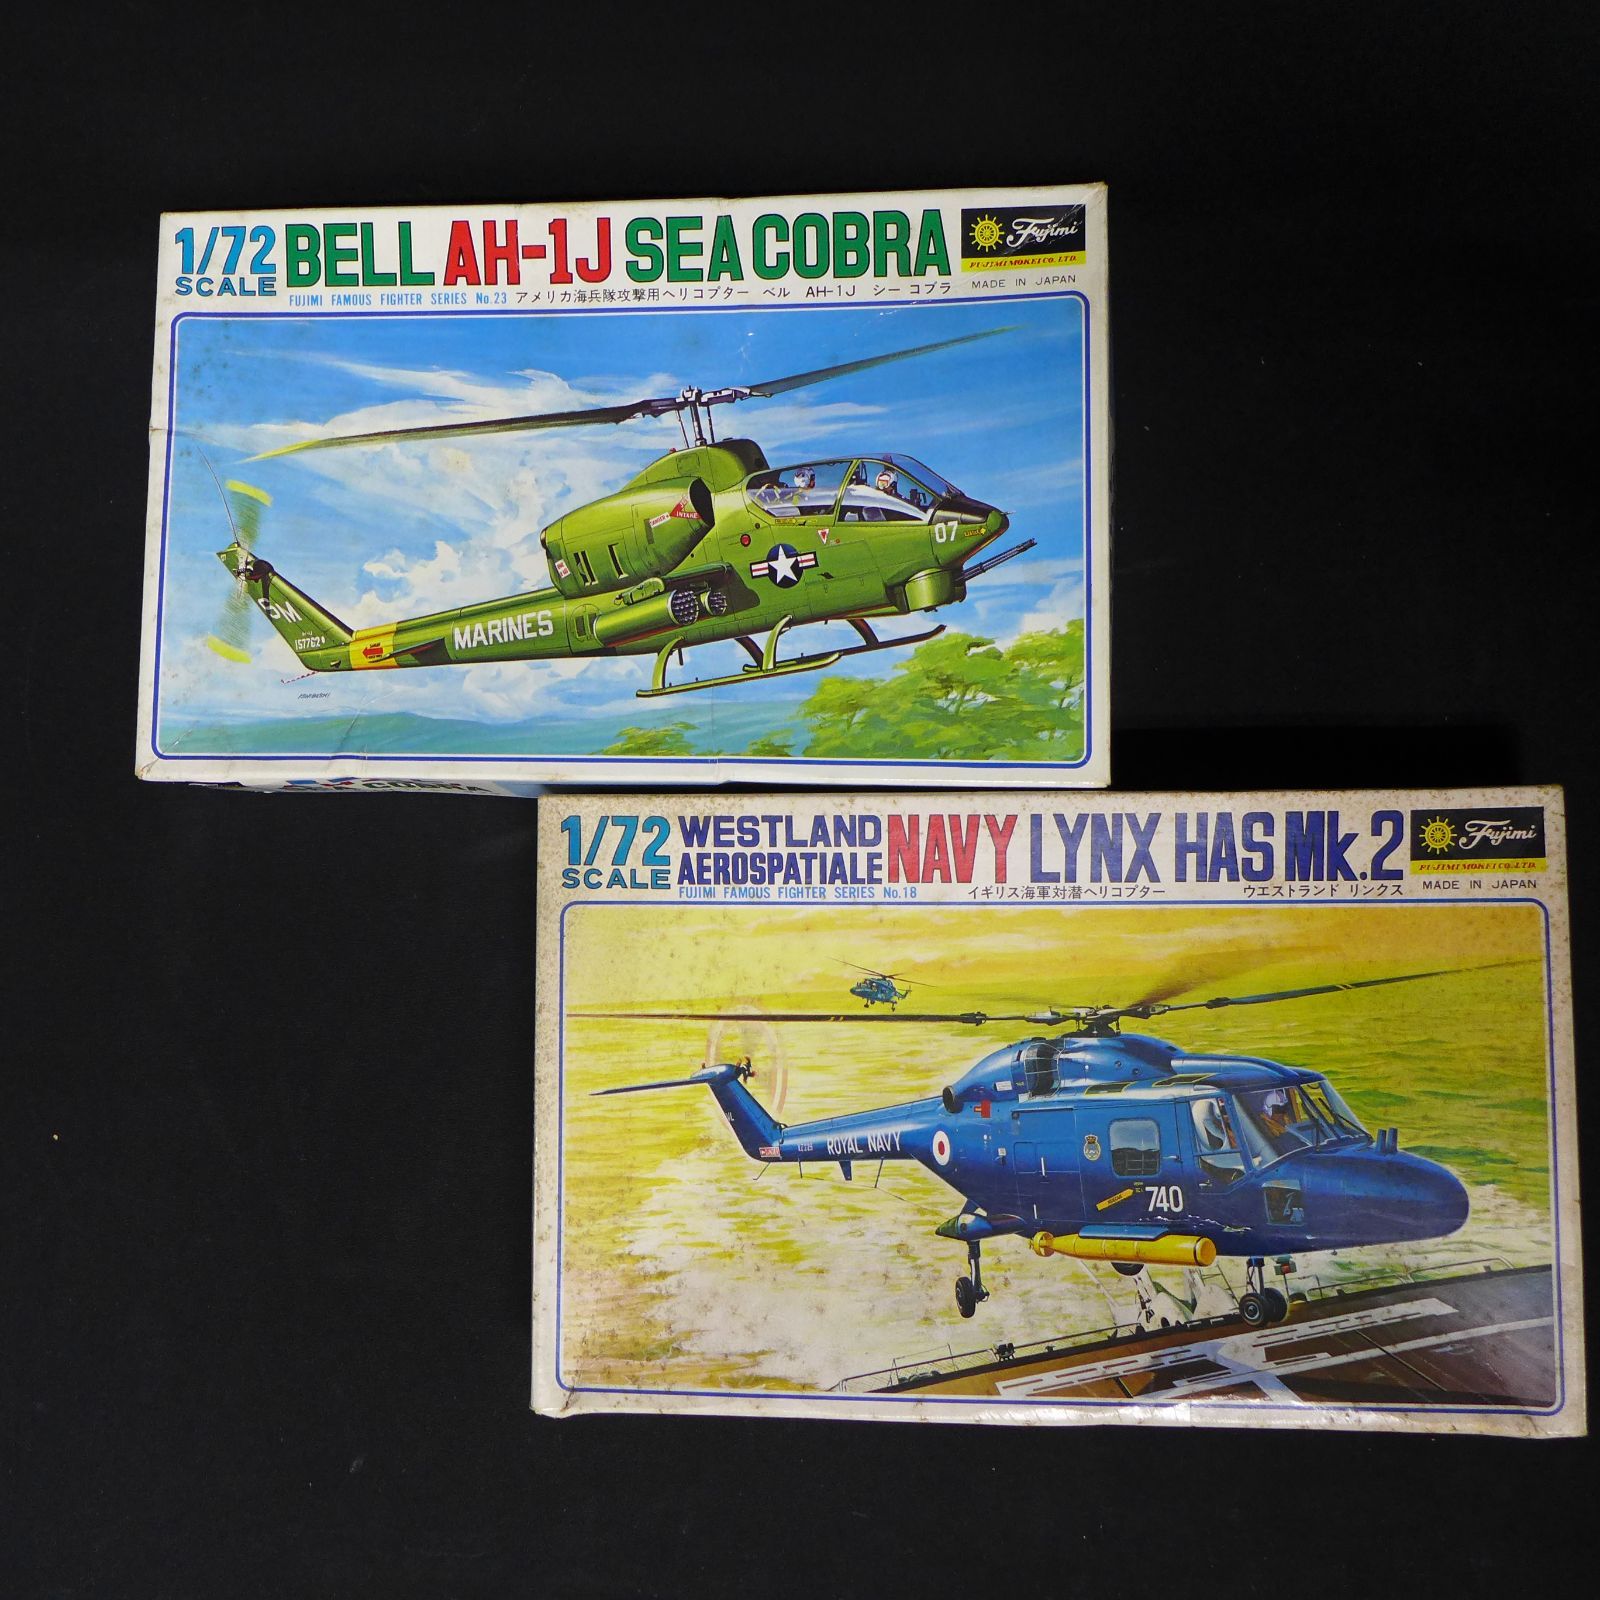 1/72 SCALE BELL AH-1J SEA COBRA
Fujimi
FUJIMI MOKEI CO. LTD.
MADE IN JAPAN
FUJIMI FAMOUS FIGHTER SERIES No.23 アメリカ海兵隊攻撃用ヘリコプター ベル AH-1J シー コブラ
INTAKE
07
SM
157762
MARINES
SEA COBRA
1/72 SCALE WESTLAND AEROSPATIALE NAVY LYNX HAS Mk.2
Fujimi
FUJIMI MOKEI CO. LTD.
MADE IN JAPAN
FUJIMI FAMOUS FIGHTER SERIES No.18 イギリス海軍対潜ヘリコプター ウエストランド リンクス
ROYAL NAVY
740